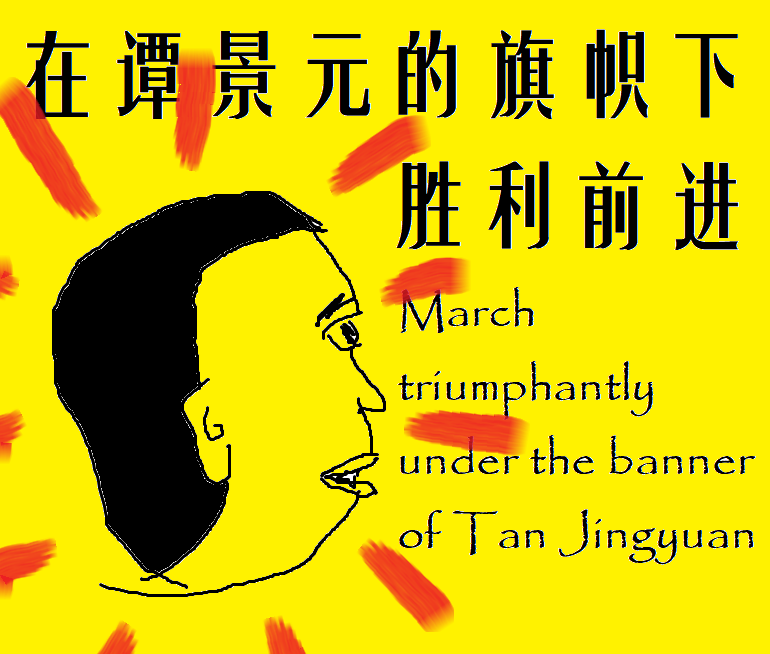 在谭景元的旗帜下
胜利前进
March
triumphantly
under the banner
of Tan Jingyuan